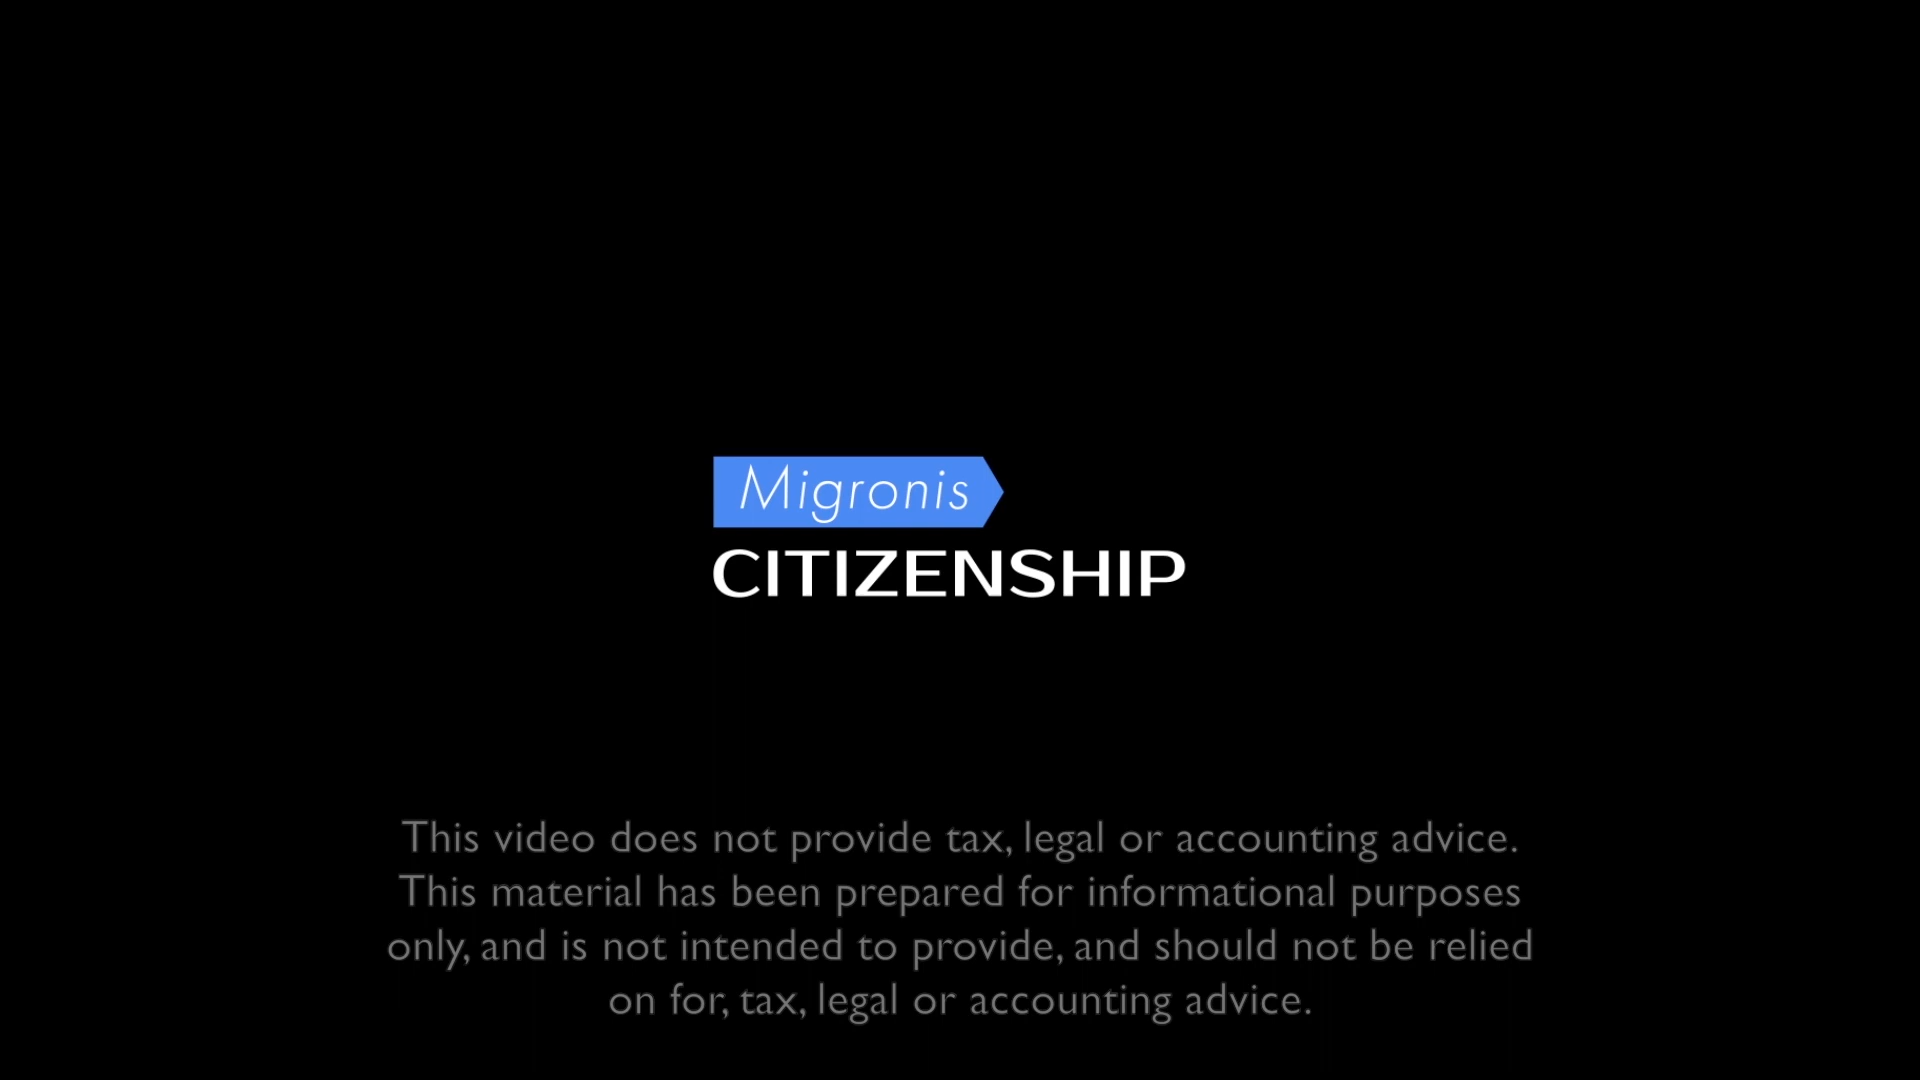 Migronis
CITIZENSHIP
This video does not provide tax, legal or accounting advice.
This material has been prepared for informational purposes
only, and is not intended to provide, and should not be relied
on for, tax, legal or accounting advice.